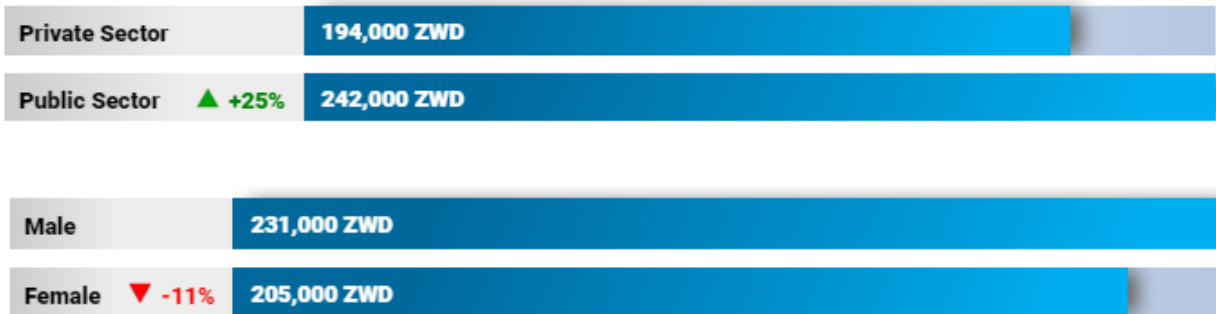 Private Sector 194,000 ZWD
Public Sector ▲ +25% 242,000 ZWD
Male 231,000 ZWD
Female ▼ -11% 205,000 ZWD